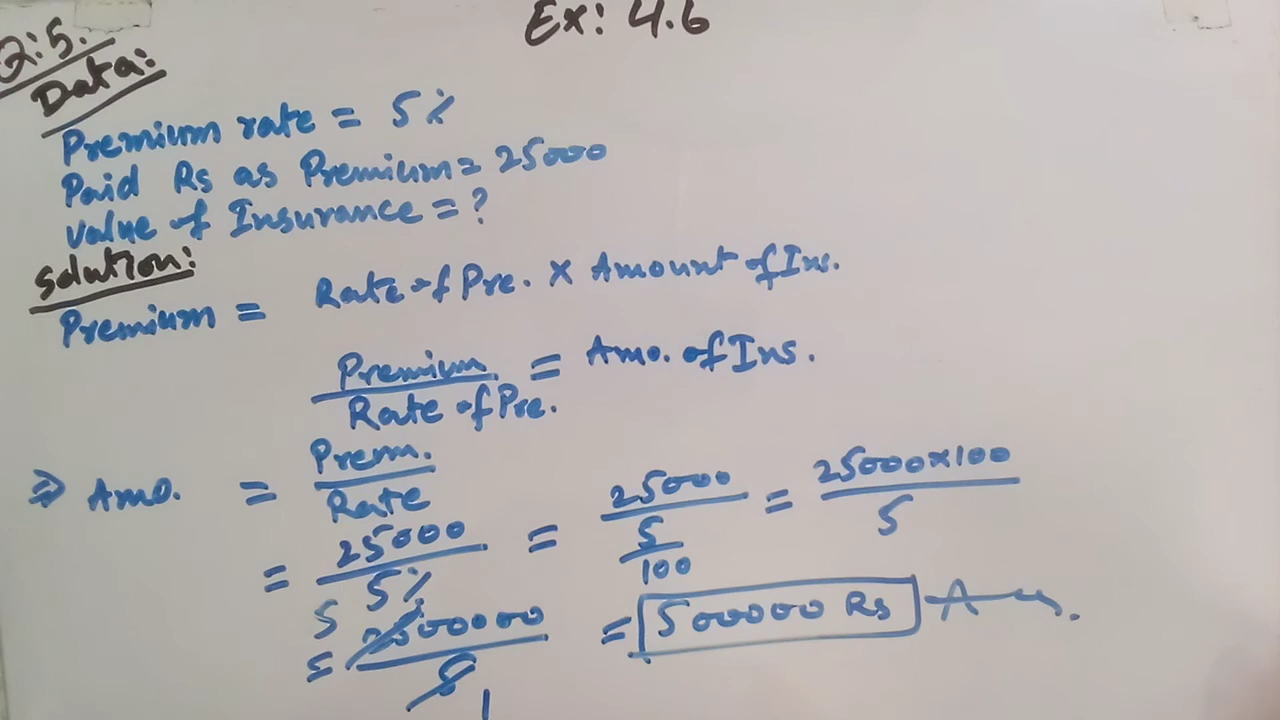 Ex: 4.6
Q:5.
Data:
Premium rate = 5%
Paid Rs as Premium = 25000
Value of Insurance = ?
Solution:
Premium = Rate of Pre. × Amount of Ins.
Premium / Rate of Pre. = Amo. of Ins.
⇒ Amo. = Prem. / Rate
= 25000 / 5% = 25000 / 5/100 = 25000×100 / 5
= 5 2500000 / 5 1 = 500000 Rs Ans.